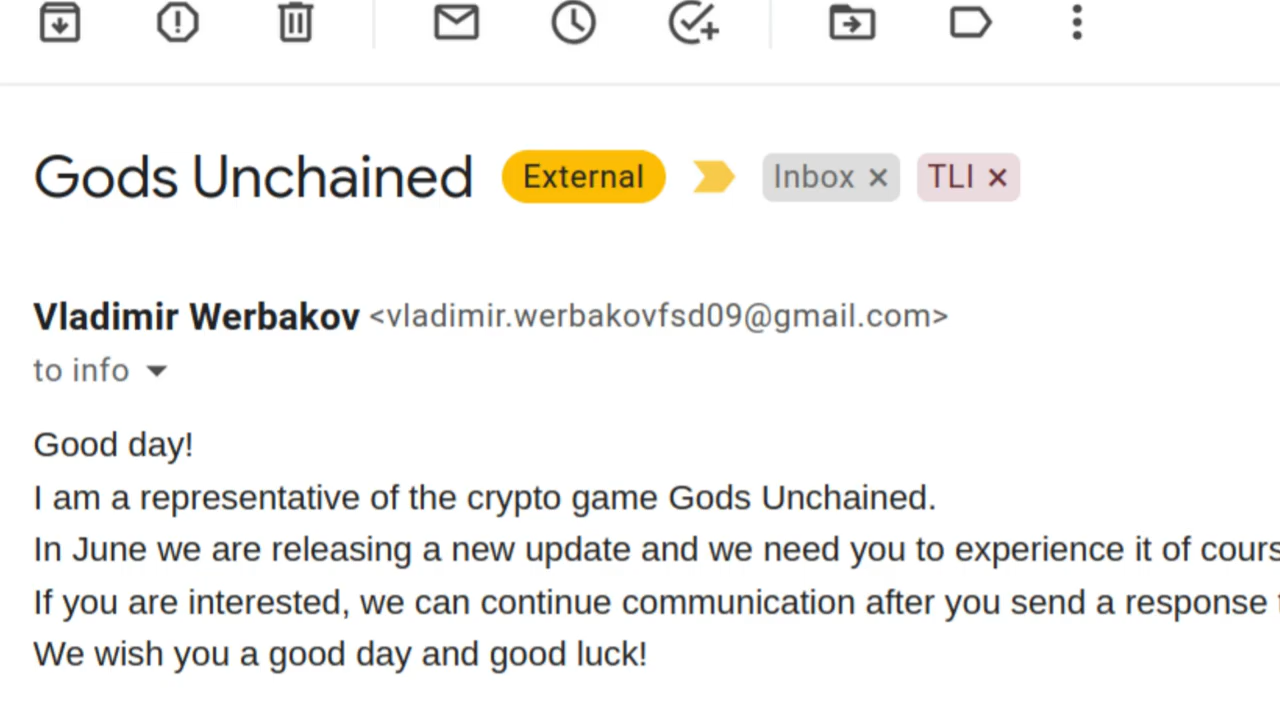 Gods Unchained External Inbox × TLI ×
Vladimir Werbakov <vladimir.werbakovfsd09@gmail.com>
to info
Good day!
I am a representative of the crypto game Gods Unchained.
In June we are releasing a new update and we need you to experience it of cours
If you are interested, we can continue communication after you send a response
We wish you a good day and good luck!